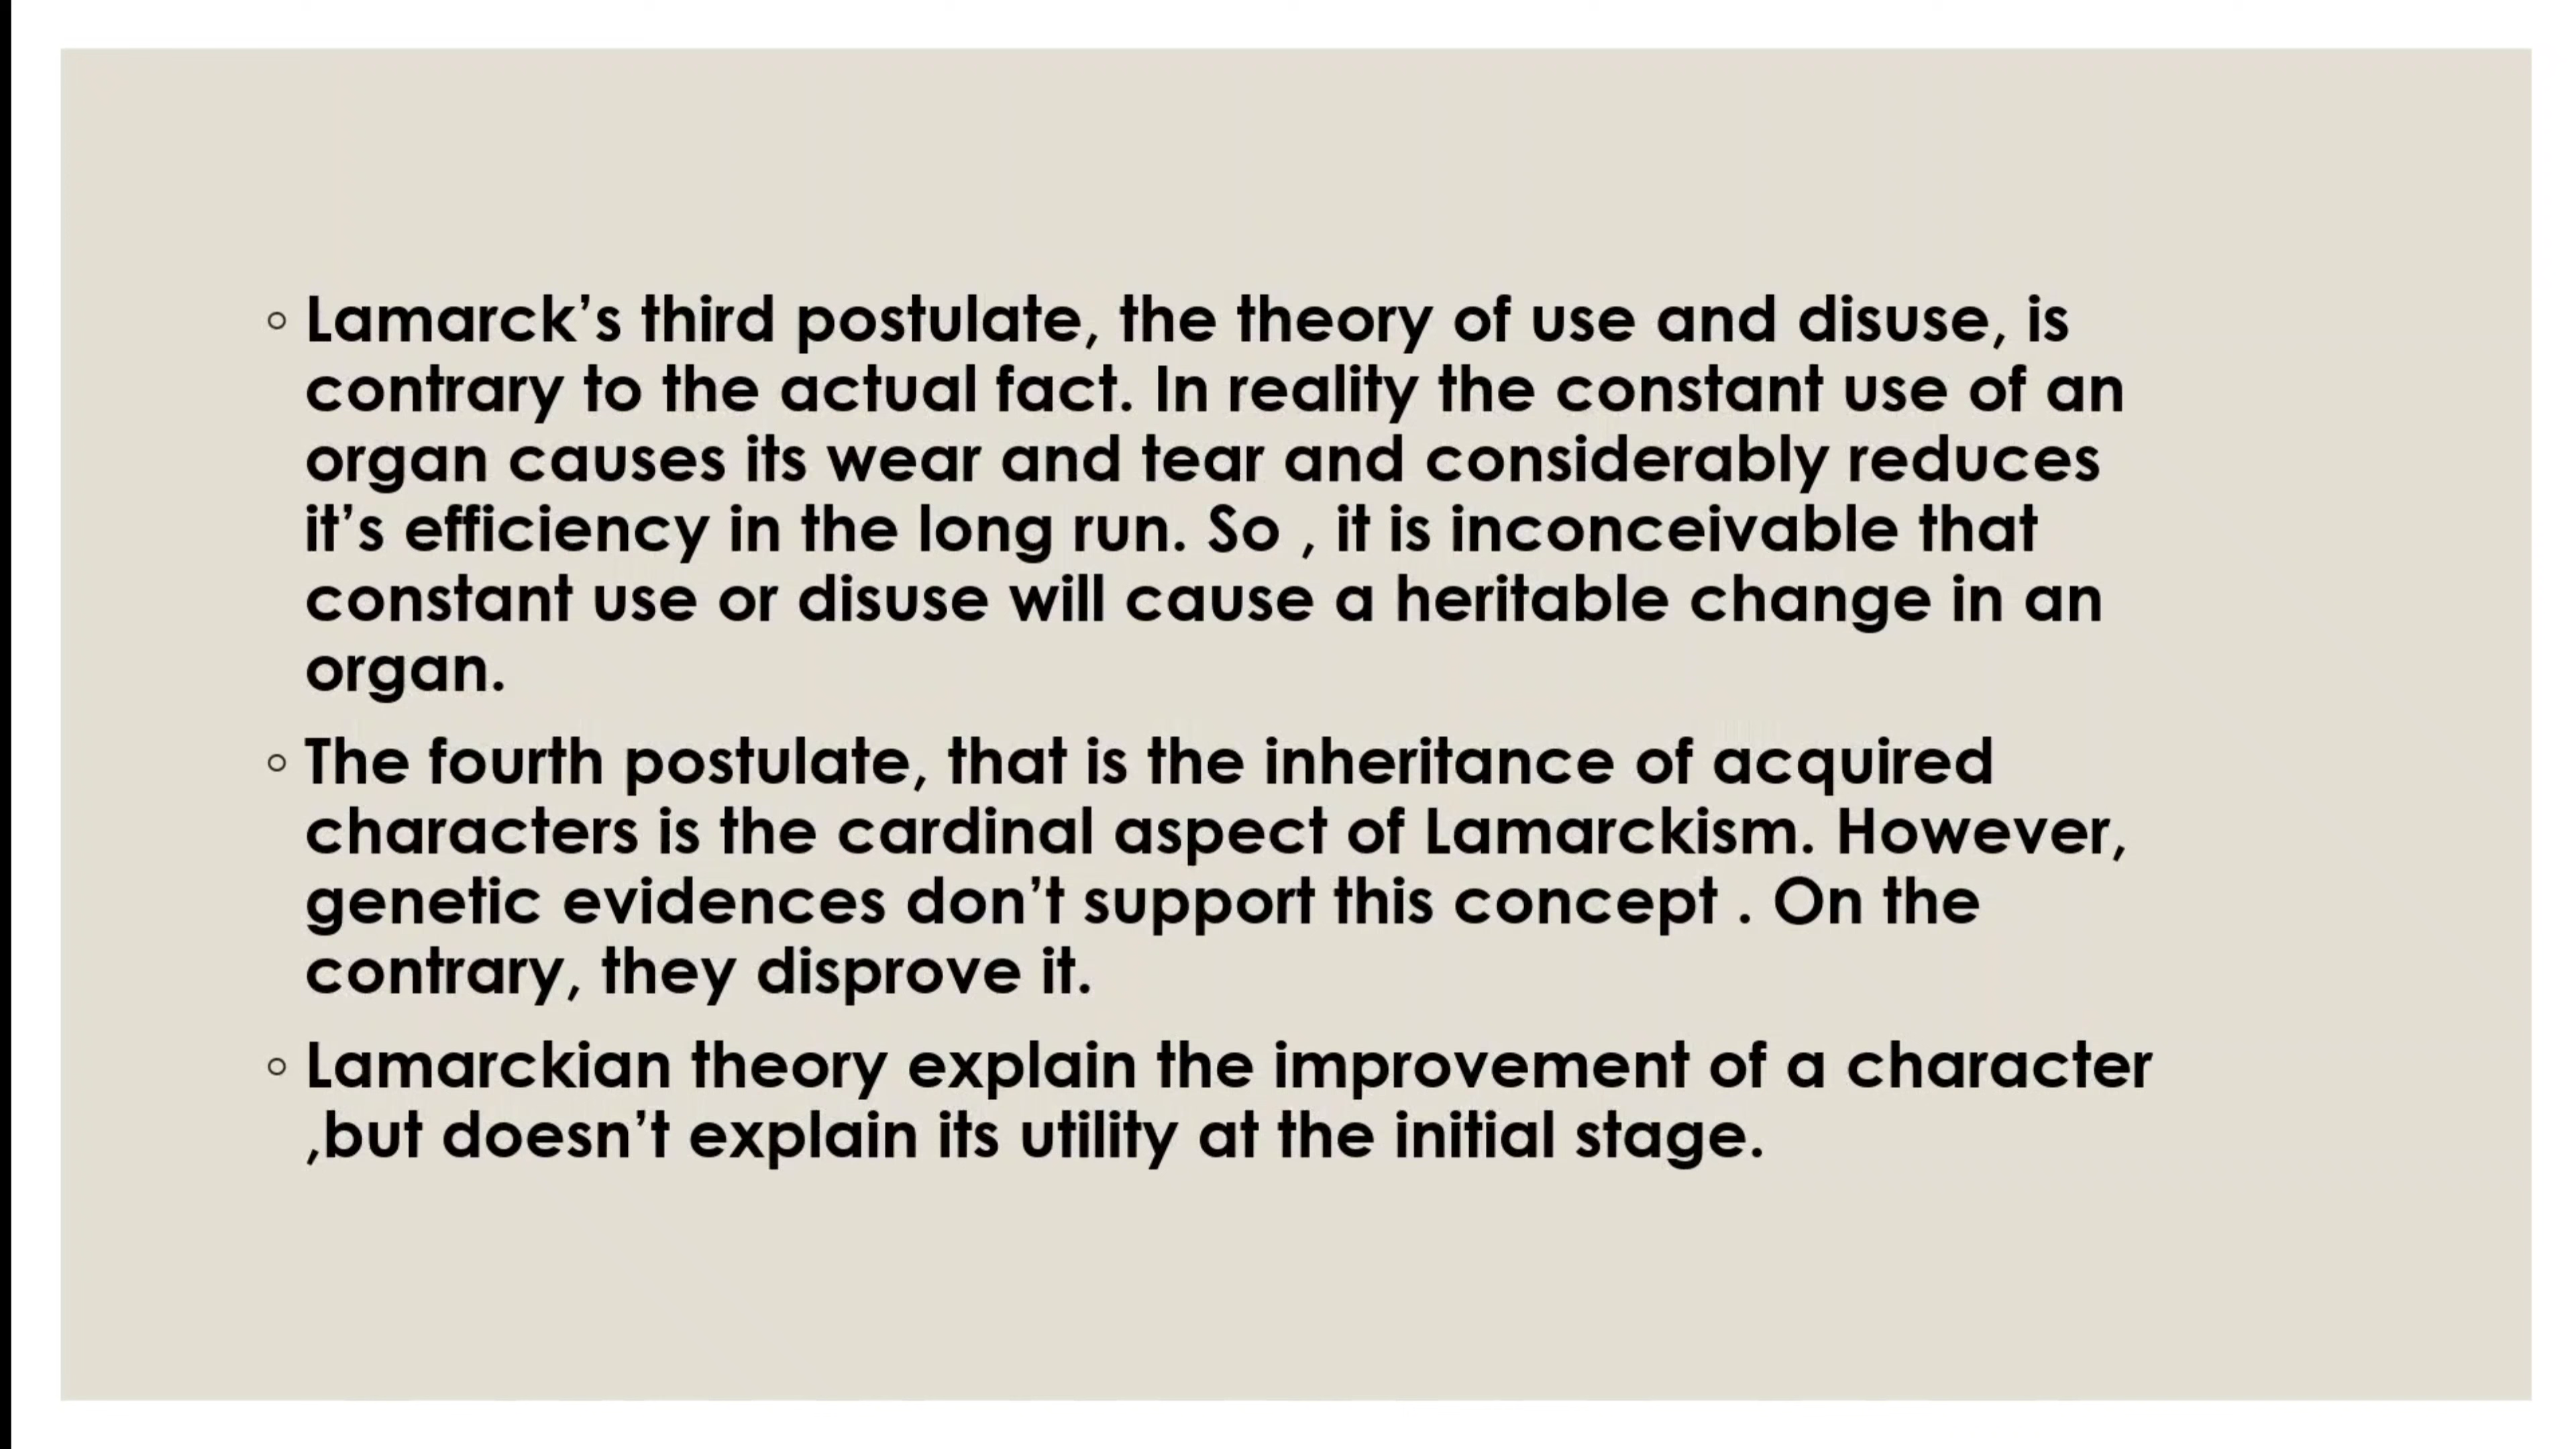 ◦ Lamarck’s third postulate, the theory of use and disuse, is
contrary to the actual fact. In reality the constant use of an
organ causes its wear and tear and considerably reduces
it’s efficiency in the long run. So , it is inconceivable that
constant use or disuse will cause a heritable change in an
organ.
◦ The fourth postulate, that is the inheritance of acquired
characters is the cardinal aspect of Lamarckism. However,
genetic evidences don’t support this concept . On the
contrary, they disprove it.
◦ Lamarckian theory explain the improvement of a character
,but doesn’t explain its utility at the initial stage.